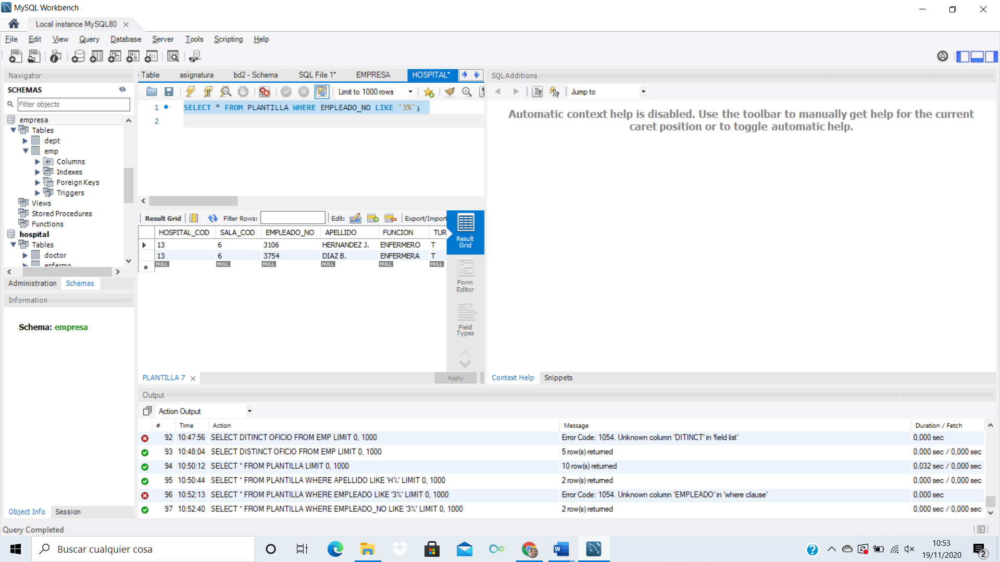 MySQL Workbench
Local instance MySQL80
File Edit View Query Database Server Tools Scripting Help
Navigator
SCHEMAS
Filter objects
empresa
Tables
dept
emp
Columns
Indexes
Foreign Keys
Triggers
Views
Stored Procedures
Functions
hospital
Tables
doctor
enfermo
Administration Schemas
Information
Schema: empresa
Object Info Session
Table asignatura bd2 - Schema SQL File 1* EMPRESA HOSPITAL*
Limit to 1000 rows
1 SELECT * FROM PLANTILLA WHERE EMPLEADO_NO LIKE '3%';
2
Result Grid Filter Rows: Edit: Export/Import
HOSPITAL_COD SALA_COD EMPLEADO_NO APELLIDO FUNCION TUR
13 6 3106 HERNANDEZ J. ENFERMERO T
13 6 3754 DIAZ B. ENFERMERA T
NULL NULL NULL NULL NULL NULL
Result Grid
Form Editor
Field Types
PLANTILLA 7 Apply
SQLAdditions
Jump to
Automatic context help is disabled. Use the toolbar to manually get help for the current
caret position or to toggle automatic help.
Context Help Snippets
Output
Action Output
# Time Action Message Duration / Fetch
92 10:47:56 SELECT DITINCT OFICIO FROM EMP LIMIT 0, 1000 Error Code: 1054. Unknown column 'DITINCT' in 'field list' 0,000 sec
93 10:48:04 SELECT DISTINCT OFICIO FROM EMP LIMIT 0, 1000 5 row(s) returned 0,000 sec / 0,000 sec
94 10:50:12 SELECT * FROM PLANTILLA LIMIT 0, 1000 10 row(s) returned 0,032 sec / 0,000 sec
95 10:50:44 SELECT * FROM PLANTILLA WHERE APELLIDO LIKE 'H%' LIMIT 0, 1000 2 row(s) returned 0,000 sec / 0,000 sec
96 10:52:13 SELECT * FROM PLANTILLA WHERE EMPLEADO LIKE '3%' LIMIT 0, 1000 Error Code: 1054. Unknown column 'EMPLEADO' in 'where clause' 0,000 sec
97 10:52:40 SELECT * FROM PLANTILLA WHERE EMPLEADO_NO LIKE '3%' LIMIT 0, 1000 2 row(s) returned 0,000 sec / 0,000 sec
Query Completed
Buscar cualquier cosa
10:53
19/11/2020
2